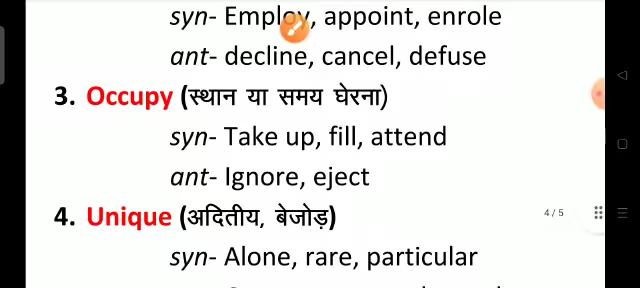 syn- Employ, appoint, enrole
ant- decline, cancel, defuse
3. Occupy (स्थान या समय घेरना)
syn- Take up, fill, attend
ant- Ignore, eject
4. Unique (अदितीय, बेजोड़)
4/5
syn- Alone, rare, particular